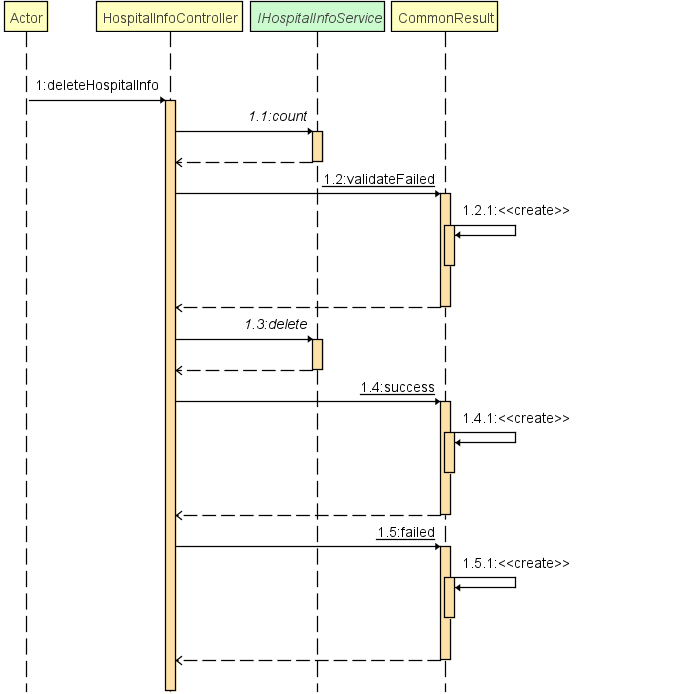 Actor
HospitalInfoController
IHospitalInfoService
CommonResult
1:deleteHospitalInfo
1.1:count
1.2:validateFailed
1.2.1:<<create>>
1.3:delete
1.4:success
1.4.1:<<create>>
1.5:failed
1.5.1:<<create>>